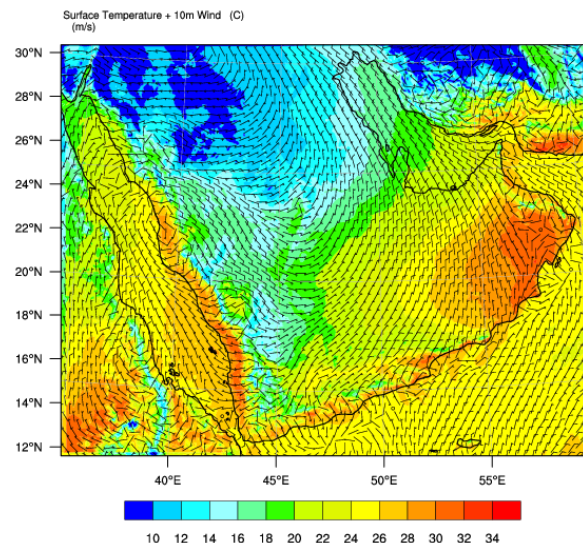 Surface Temperature + 10m Wind (C)
(m/s)
30°N
28°N
26°N
24°N
22°N
20°N
18°N
16°N
14°N
12°N
40°E 45°E 50°E 55°E
10 12 14 16 18 20 22 24 26 28 30 32 34